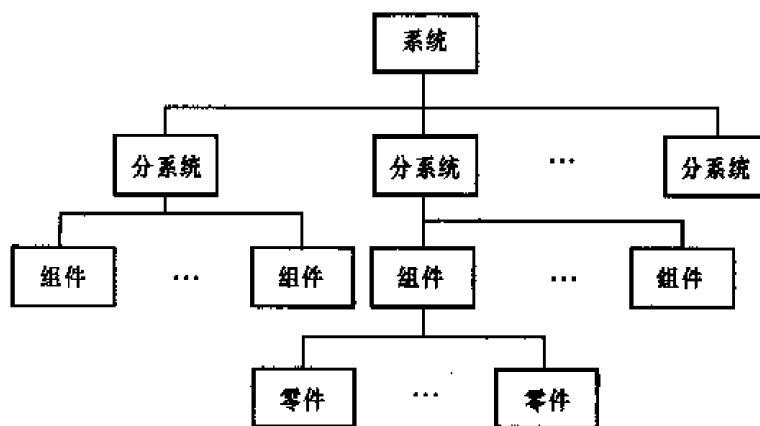 系统
分系统 分系统 … 分系统
组件 … 组件 组件 … 组件
零件 … 零件